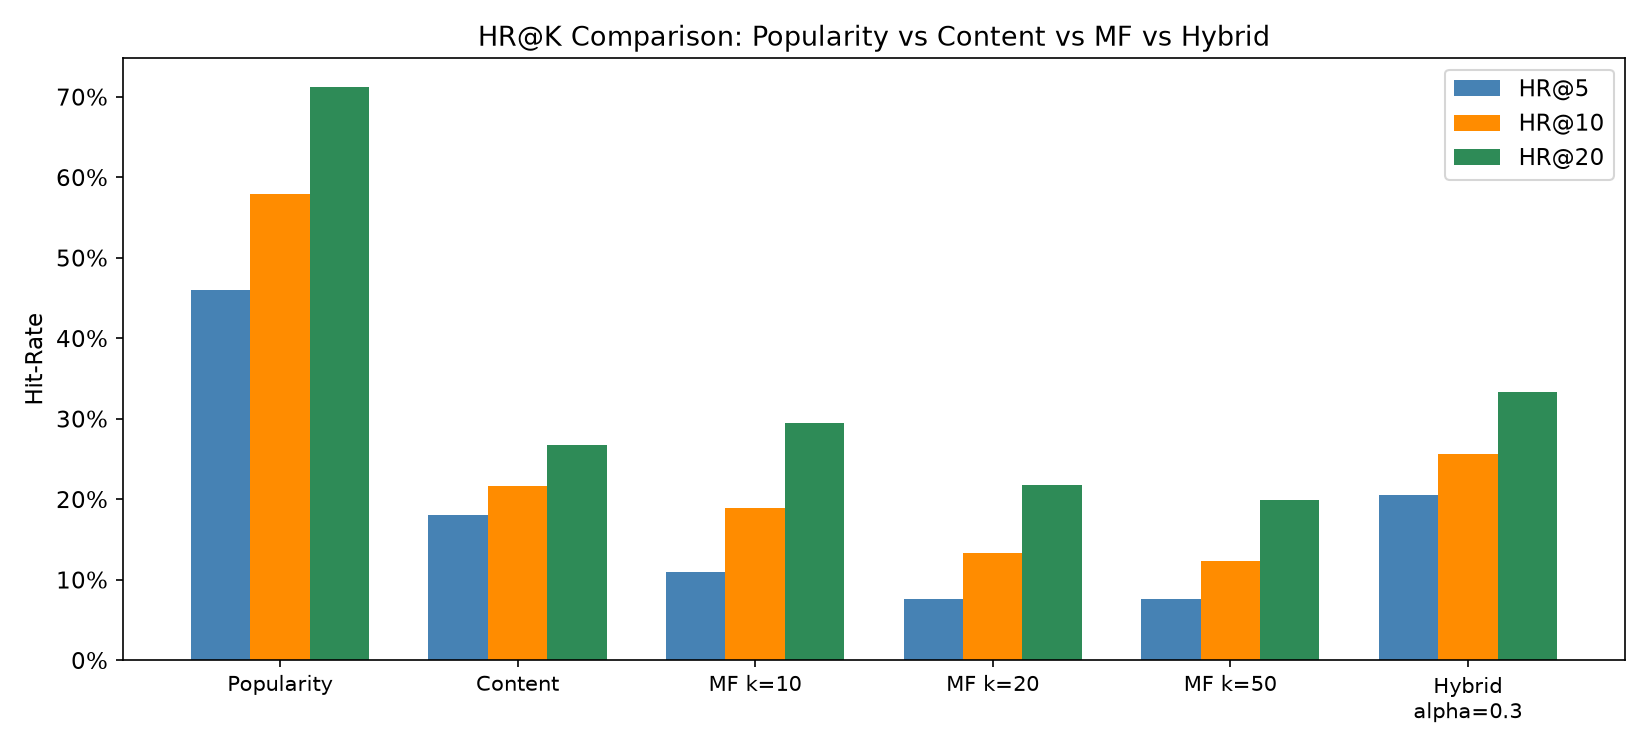 HR@K Comparison: Popularity vs Content vs MF vs Hybrid
HR@5
HR@10
HR@20
Hit-Rate
70%
60%
50%
40%
30%
20%
10%
0%
Popularity
Content
MF k=10
MF k=20
MF k=50
Hybrid
alpha=0.3